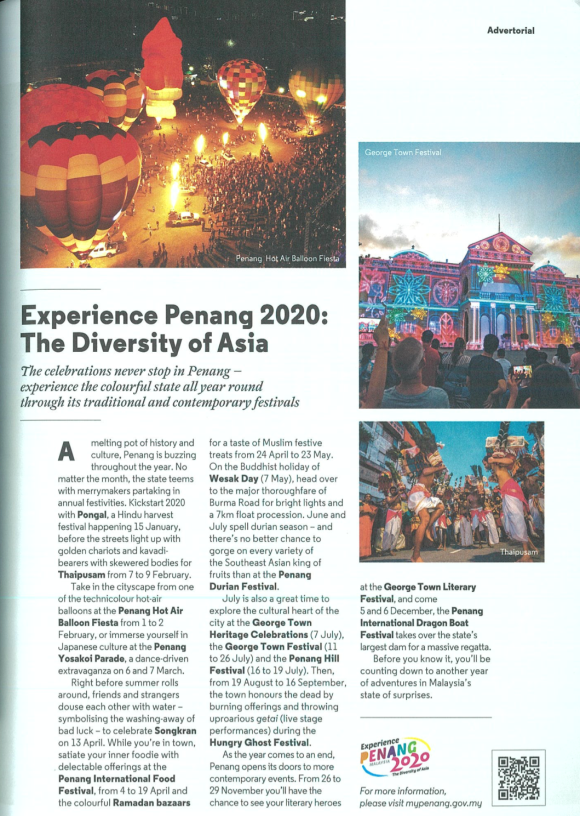 Advertorial
Penang Hot Air Balloon Fiesta
George Town Festival
Experience Penang 2020:
The Diversity of Asia
The celebrations never stop in Penang –
experience the colourful state all year round
through its traditional and contemporary festivals
A melting pot of history and
culture, Penang is buzzing
throughout the year. No
matter the month, the state teems
with merrymakers partaking in
annual festivities. Kickstart 2020
with Pongal, a Hindu harvest
festival happening 15 January,
before the streets light up with
golden chariots and kavadi-
bearers with skewered bodies for
Thaipusam from 7 to 9 February.
Take in the cityscape from one
of the technicolour hot-air
balloons at the Penang Hot Air
Balloon Fiesta from 1 to 2
February, or immerse yourself in
Japanese culture at the Penang
Yosakoi Parade, a dance-driven
extravaganza on 6 and 7 March.
Right before summer rolls
around, friends and strangers
douse each other with water –
symbolising the washing-away of
bad luck – to celebrate Songkran
on 13 April. While you're in town,
satiate your inner foodie with
delectable offerings at the
Penang International Food
Festival, from 4 to 19 April and
the colourful Ramadan bazaars
for a taste of Muslim festive
treats from 24 April to 23 May.
On the Buddhist holiday of
Wesak Day (7 May), head over
to the major thoroughfare of
Burma Road for bright lights and
a 7km float procession. June and
July spell durian season – and
there's no better chance to
gorge on every variety of
the Southeast Asian king of
fruits than at the Penang
Durian Festival.
July is also a great time to
explore the cultural heart of the
city at the George Town
Heritage Celebrations (7 July),
the George Town Festival (11
to 26 July) and the Penang Hill
Festival (16 to 19 July). Then,
from 19 August to 16 September,
the town honours the dead by
burning offerings and throwing
uproarious getai (live stage
performances) during the
Hungry Ghost Festival.
As the year comes to an end,
Penang opens its doors to more
contemporary events. From 26 to
29 November you'll have the
chance to see your literary heroes
Thaipusam
at the George Town Literary
Festival, and come
5 and 6 December, the Penang
International Dragon Boat
Festival takes over the state's
largest dam for a massive regatta.
Before you know it, you'll be
counting down to another year
of adventures in Malaysia's
state of surprises.
Experience
PENANG
MALAYSIA 2020
The Diversity of Asia
For more information,
please visit mypenang.gov.my